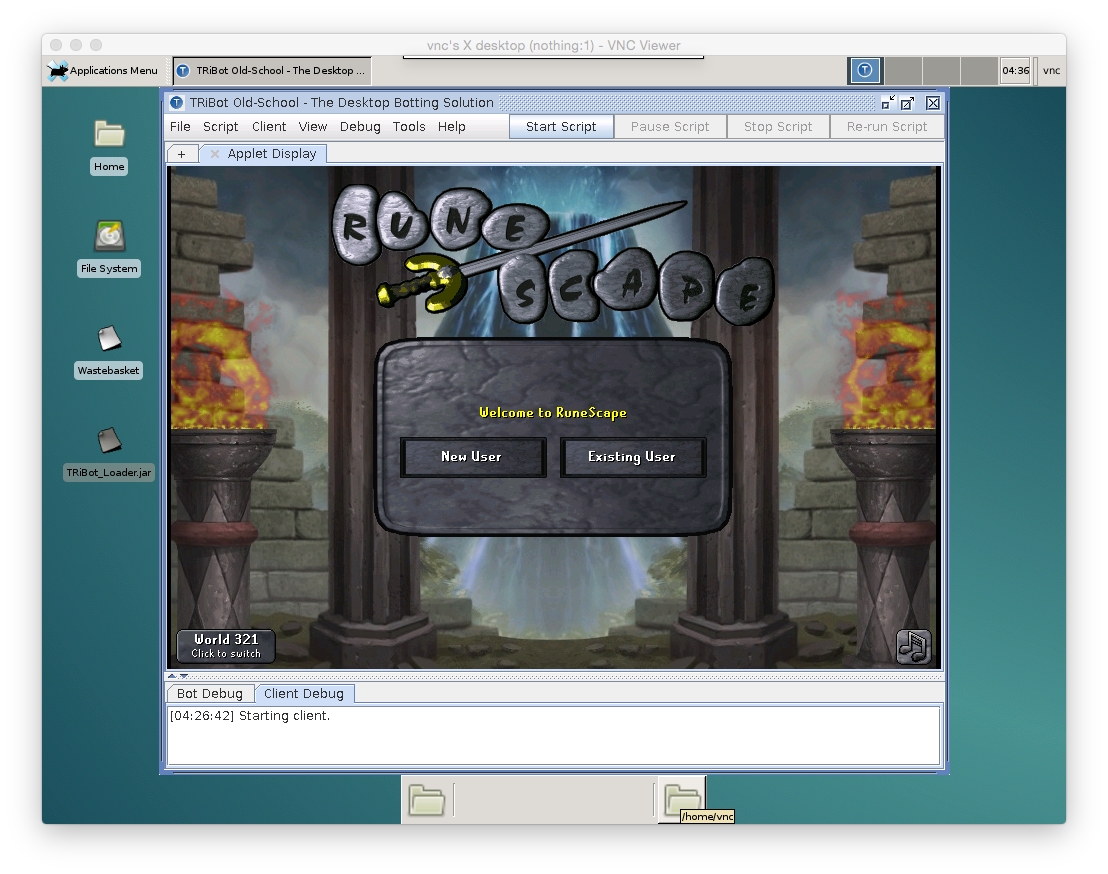 vnc's X desktop (nothing:1) - VNC Viewer
Applications Menu
TRiBot Old-School - The Desktop ...
04:36
vnc
TRiBot Old-School - The Desktop Botting Solution
File Script Client View Debug Tools Help
Start Script Pause Script Stop Script Re-run Script
+ Applet Display
Home
File System
Wastebasket
TRiBot_Loader.jar
RUNE
SCAPE
Welcome to RuneScape
New User Existing User
World 321
Click to switch
Bot Debug Client Debug
[04:26:42] Starting client.
/home/vnc